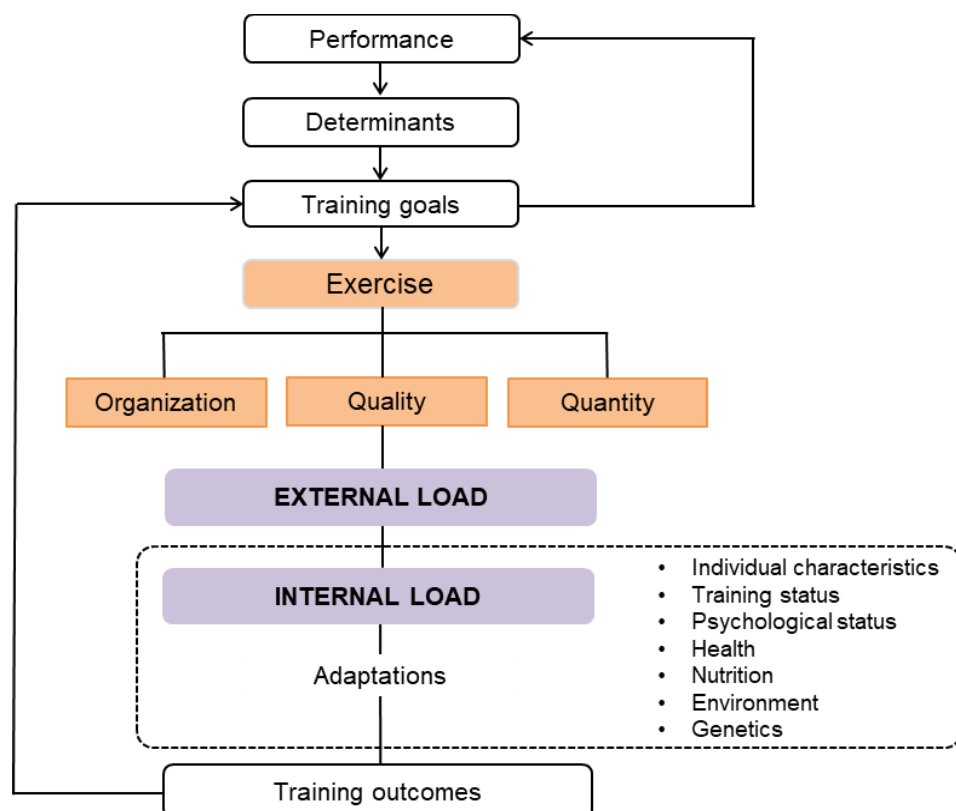 Performance
Determinants
Training goals
Exercise
Organization
Quality
Quantity
EXTERNAL LOAD
INTERNAL LOAD
Adaptations
• Individual characteristics
• Training status
• Psychological status
• Health
• Nutrition
• Environment
• Genetics
Training outcomes